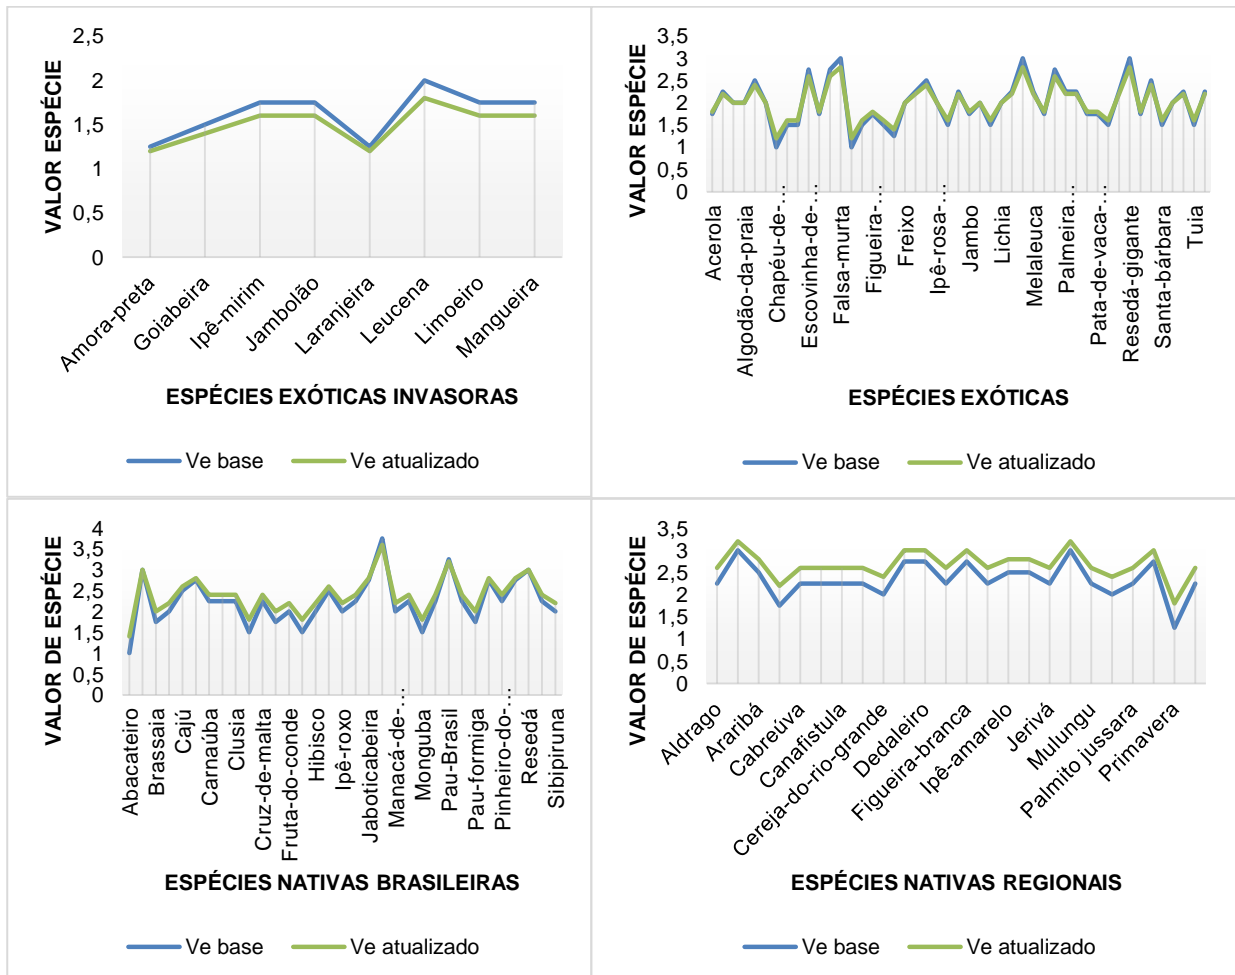 VALOR ESPÉCIE
2,5
2
1,5
1
0,5
0
Amora-preta
Goiabeira
Ipê-mirim
Jambolão
Laranjeira
Leucena
Limoeiro
Mangueira
ESPÉCIES EXÓTICAS INVASORAS
Ve base
Ve atualizado
VALOR ESPÉCIE
3,5
3
2,5
2
1,5
1
0,5
0
Acerola
Algodão-da-praia
Chapéu-de-…
Escovinha-de-…
Falsa-murta
Figueira-…
Freixo
Ipê-rosa-…
Jambo
Lichia
Melaleuca
Palmeira…
Pata-de-vaca…
Resedá-gigante
Santa-bárbara
Tuia
ESPÉCIES EXÓTICAS
Ve base
Ve atualizado
VALOR DE ESPÉCIE
4
3,5
3
2,5
2
1,5
1
0,5
0
Abacateiro
Brassaia
Cajú
Carnaúba
Clusia
Cruz-de-malta
Fruta-do-conde
Hibisco
Ipê-roxo
Jaboticabeira
Manacá-de-…
Monguba
Pau-Brasil
Pau-formiga
Pinheiro-do-…
Resedá
Sibipiruna
ESPÉCIES NATIVAS BRASILEIRAS
Ve base
Ve atualizado
VALOR DE ESPÉCIE
3,5
3
2,5
2
1,5
1
0,5
0
Aldrago
Araribá
Cabreúva
Canafístula
Cereja-do-rio-grande
Dedaleiro
Figueira-branca
Ipê-amarelo
Jerivá
Mulungu
Palmito jussara
Primavera
ESPÉCIES NATIVAS REGIONAIS
Ve base
Ve atualizado